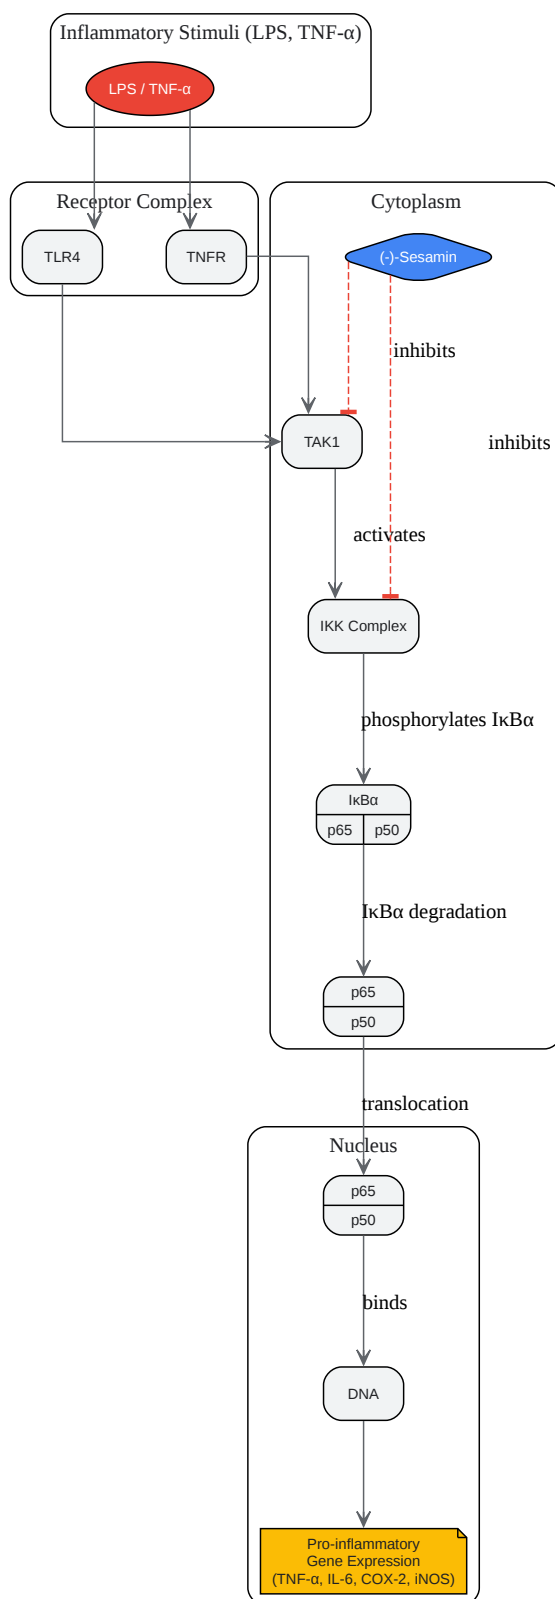 Inflammatory Stimuli (LPS, TNF-α)
LPS / TNF-α
Receptor Complex
TLR4
TNFR
Cytoplasm
(-)-Sesamin
inhibits
inhibits
TAK1
activates
IKK Complex
phosphorylates IκBα
IκBα
p65
p50
IκBα degradation
p65
p50
translocation
Nucleus
p65
p50
binds
DNA
Pro-inflammatory
Gene Expression
(TNF-α, IL-6, COX-2, iNOS)